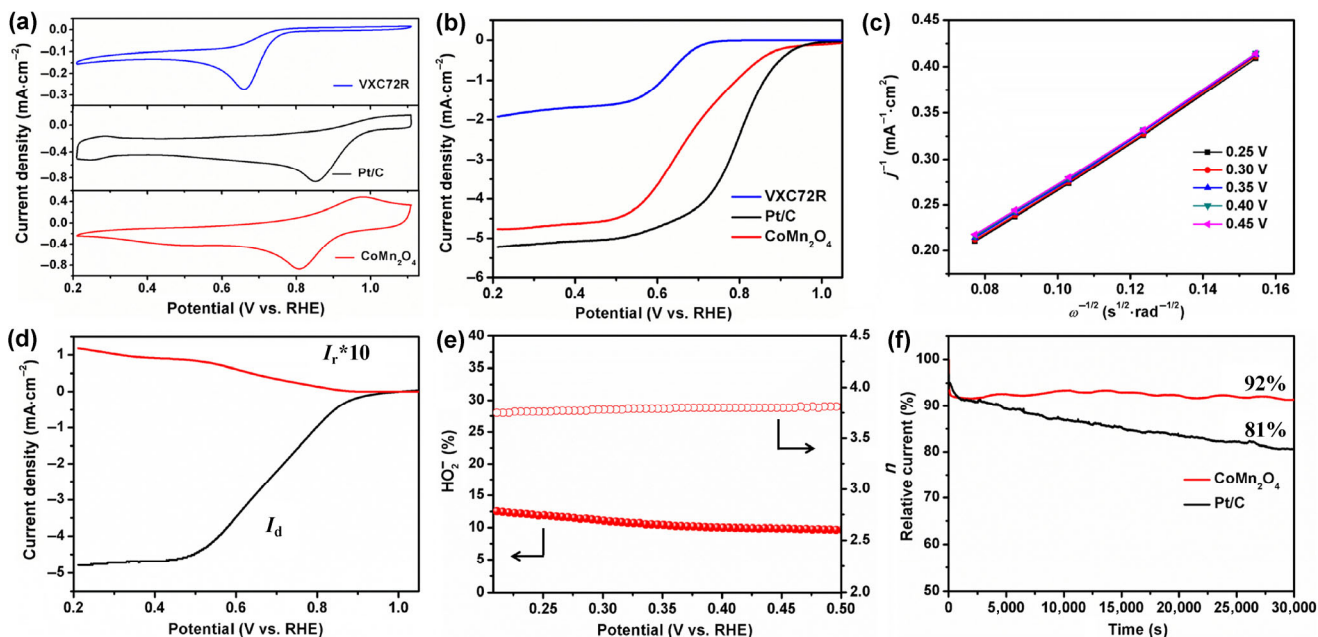 (a)
0.0
–0.1
–0.2
–0.3
VXC72R
0.0
–0.4
–0.8
Pt/C
0.4
0.0
–0.4
–0.8
CoMn₂O₄
0.2 0.4 0.6 0.8 1.0
Potential (V vs. RHE)
Current density (mA·cm⁻²)
(b)
0
–1
–2
–3
–4
–5
–6
VXC72R
Pt/C
CoMn₂O₄
0.2 0.4 0.6 0.8 1.0
Potential (V vs. RHE)
Current density (mA·cm⁻²)
(c)
0.45
0.40
0.35
0.30
0.25
0.20
0.25 V
0.30 V
0.35 V
0.40 V
0.45 V
0.08 0.10 0.12 0.14 0.16
ω⁻¹/² (s¹/²·rad⁻¹/²)
j⁻¹ (mA⁻¹·cm²)
(d)
1
0
–1
–2
–3
–4
–5
Iᵣ*10
I_d
0.2 0.4 0.6 0.8 1.0
Potential (V vs. RHE)
Current density (mA·cm⁻²)
(e)
40
35
30
25
20
15
10
5
0
4.5
4.0
3.5
3.0
2.5
2.0
0.25 0.30 0.35 0.40 0.45 0.50
Potential (V vs. RHE)
HO₂⁻ (%)
n
(f)
100
90
80
70
60
50
92%
81%
CoMn₂O₄
Pt/C
0 5,000 10,000 15,000 20,000 25,000 30,000
Time (s)
Relative current (%)